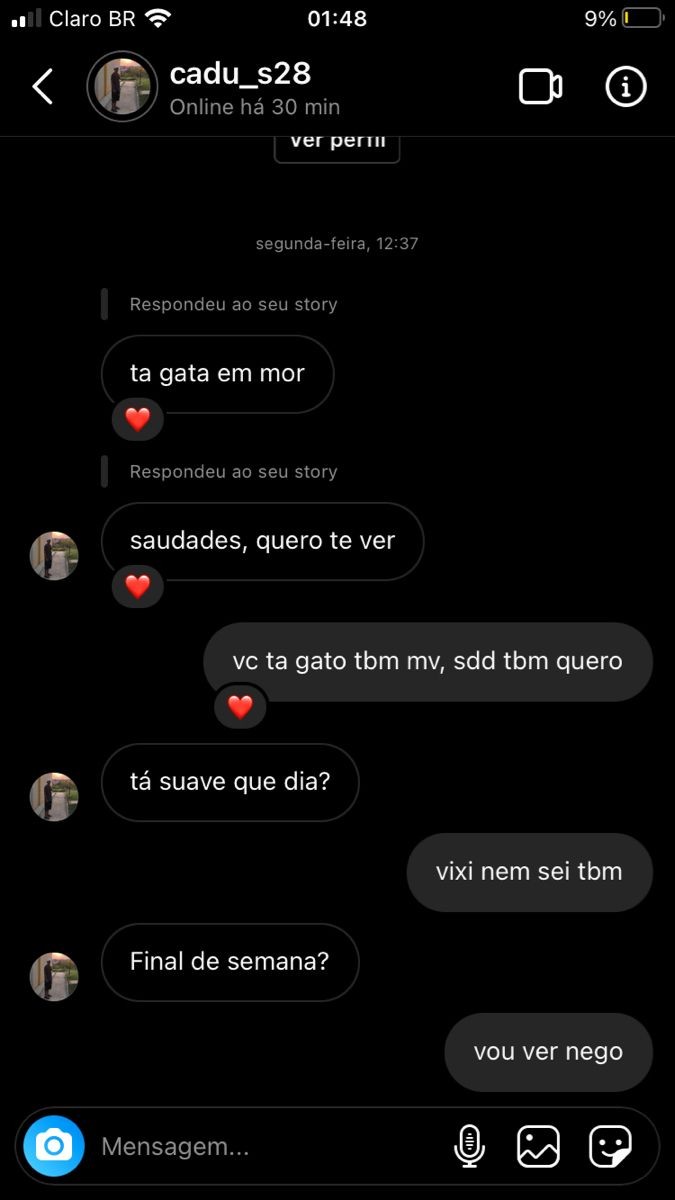 Claro BR 01:48 9%
cadu_s28
Online há 30 min
Ver perfil
segunda-feira, 12:37
Respondeu ao seu story
ta gata em mor
Respondeu ao seu story
saudades, quero te ver
vc ta gato tbm mv, sdd tbm quero
tá suave que dia?
vixi nem sei tbm
Final de semana?
vou ver nego
Mensagem...